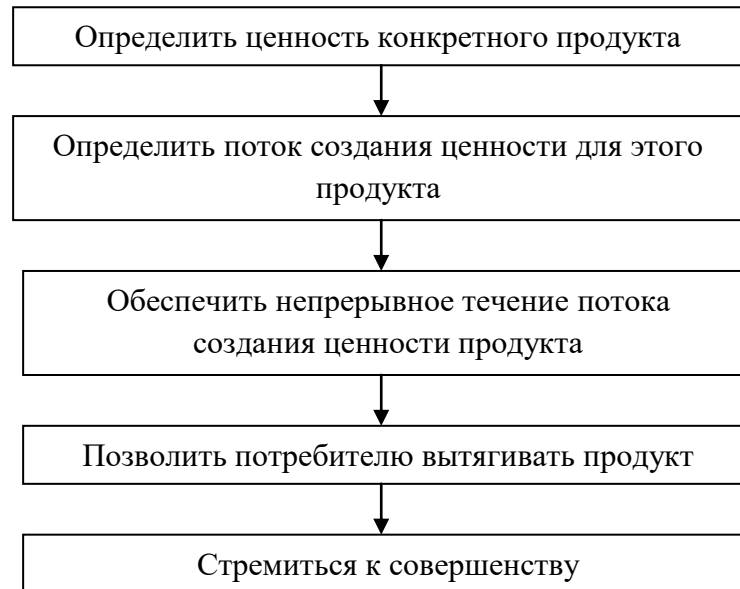 Определить ценность конкретного продукта
Определить поток создания ценности для этого
продукта
Обеспечить непрерывное течение потока
создания ценности продукта
Позволить потребителю вытягивать продукт
Стремиться к совершенству